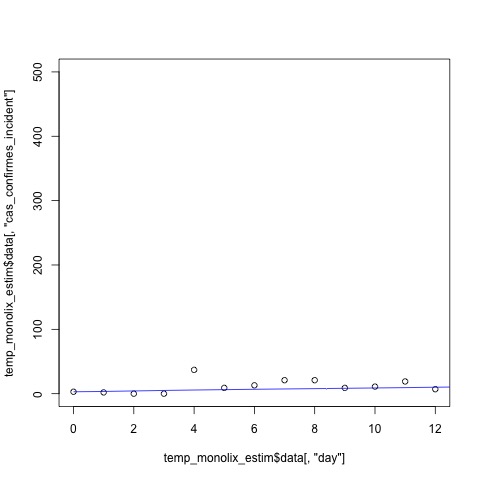 temp_monolix_estim$data[, "cas_confirmes_incident"]
500
400
300
200
100
0
0 2 4 6 8 10 12
temp_monolix_estim$data[, "day"]